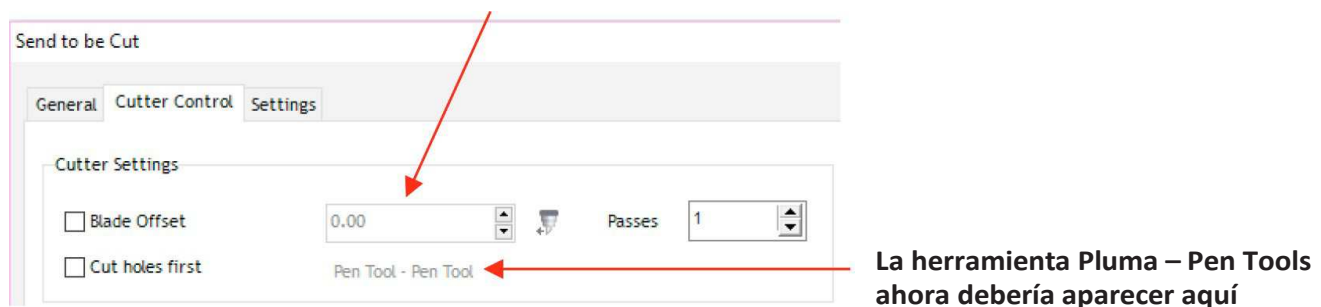 Send to be Cut
General Cutter Control Settings
Cutter Settings
Blade Offset 0.00 Passes 1
Cut holes first Pen Tool - Pen Tool
La herramienta Pluma – Pen Tools
ahora debería aparecer aquí